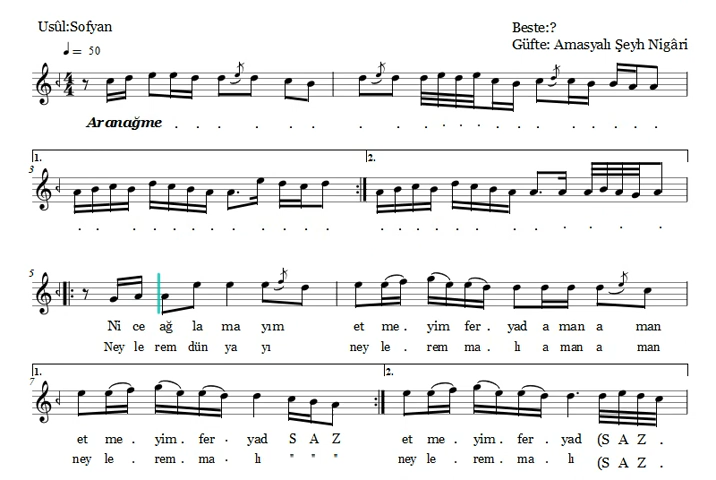 Usûl:Sofyan
Beste:?
♩ = 50
Güfte: Amasyalı Şeyh Nigâri
Aranağme . . . . . . . . . . . . . . .
1. 2.
3
. . . . . . . . . . . . . . . . . . . .
5
Ni ce ağ la ma yım et me . yim fer . yad a man a man
Ney le rem dün ya yı ney le . rem . ma . lı a man a man
1. 2.
7
et me . yim . fer . yad S A Z et me . yim . fer . yad (S A Z .
ney le . rem . ma . lı " " " ney le . rem . ma . lı (S A Z .